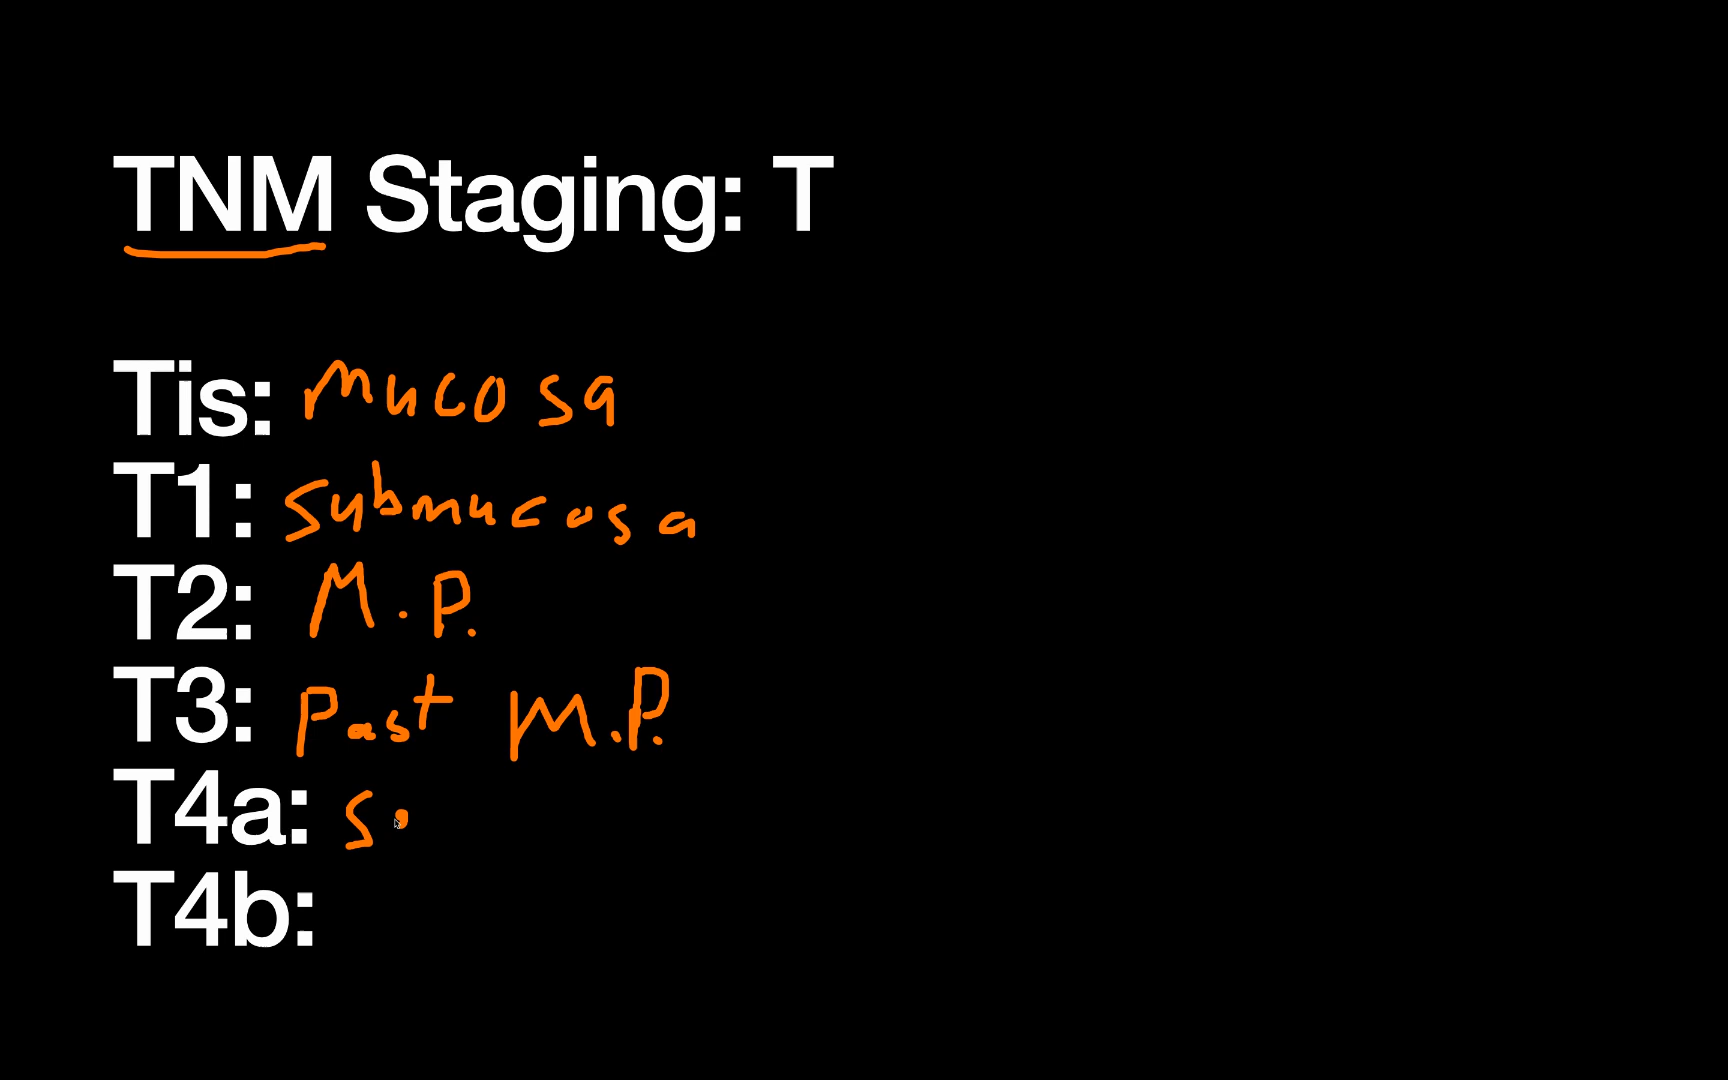 TNM Staging: T
Tis: Mucosa
T1: Submucosa
T2: M.P.
T3: Past M.P.
T4a: S
T4b: